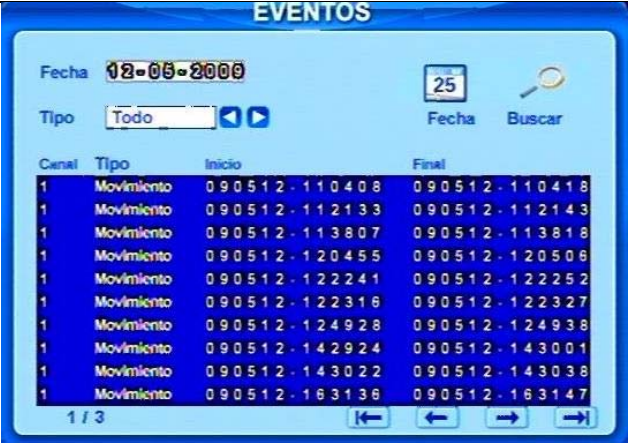 EVENTOS
Fecha 12-05-2009
25
Tipo Todo
Fecha Buscar
Canal Tipo Inicio Final
1 Movimiento 090512-110408 090512-110418
1 Movimiento 090512-112133 090512-112143
1 Movimiento 090512-113807 090512-113818
1 Movimiento 090512-120455 090512-120506
1 Movimiento 090512-122241 090512-122252
1 Movimiento 090512-122316 090512-122327
1 Movimiento 090512-124928 090512-124938
1 Movimiento 090512-142924 090512-143001
1 Movimiento 090512-143022 090512-143038
1 Movimiento 090512-163136 090512-163147
1 / 3